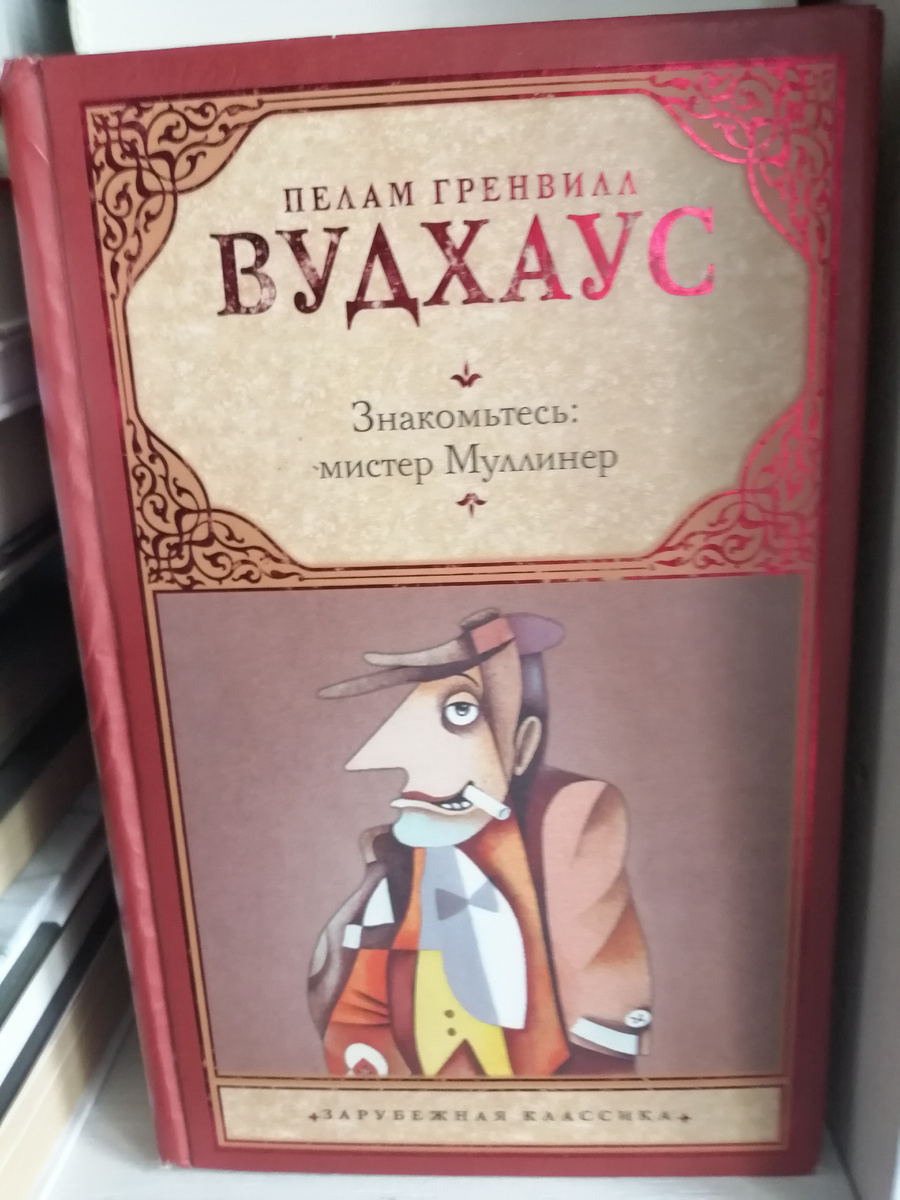 ПЕЛАМ ГРЕНВИЛЛ
ВУДХАУС
Знакомьтесь:
мистер Муллинер
ЗАРУБЕЖНАЯ КЛАССИКА